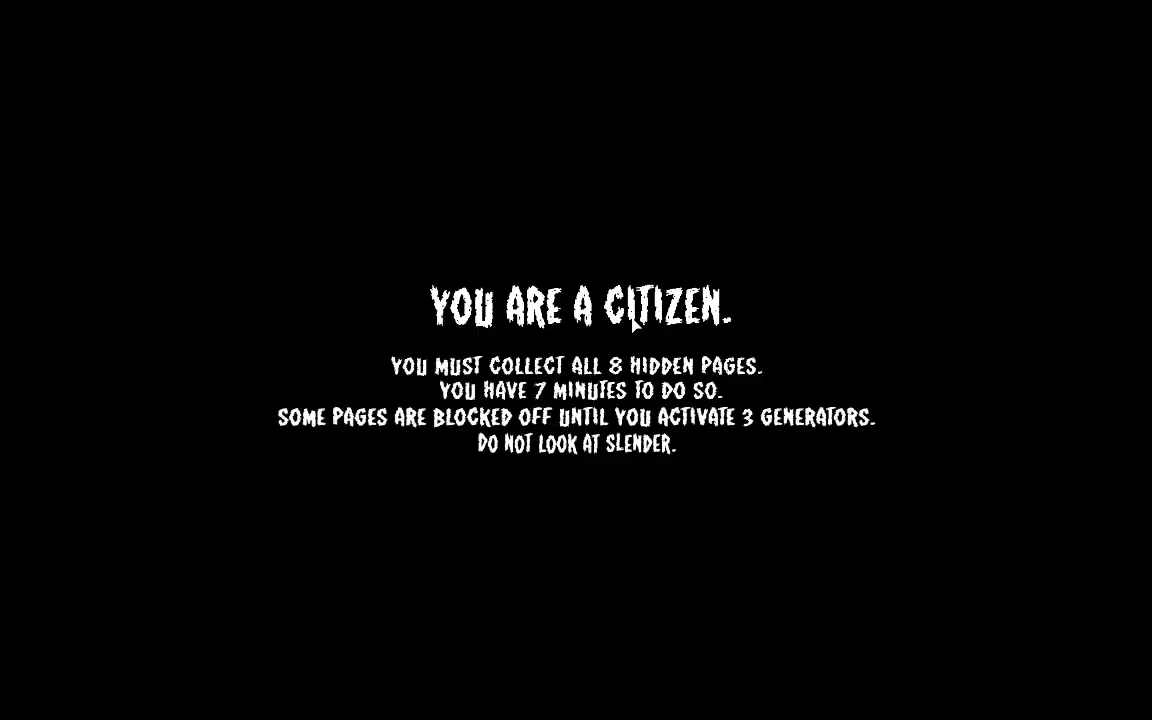 YOU ARE A CITIZEN.
YOU MUST COLLECT ALL 8 HIDDEN PAGES.
YOU HAVE 7 MINUTES TO DO SO.
SOME PAGES ARE BLOCKED OFF UNTIL YOU ACTIVATE 3 GENERATORS.
DO NOT LOOK AT SLENDER.